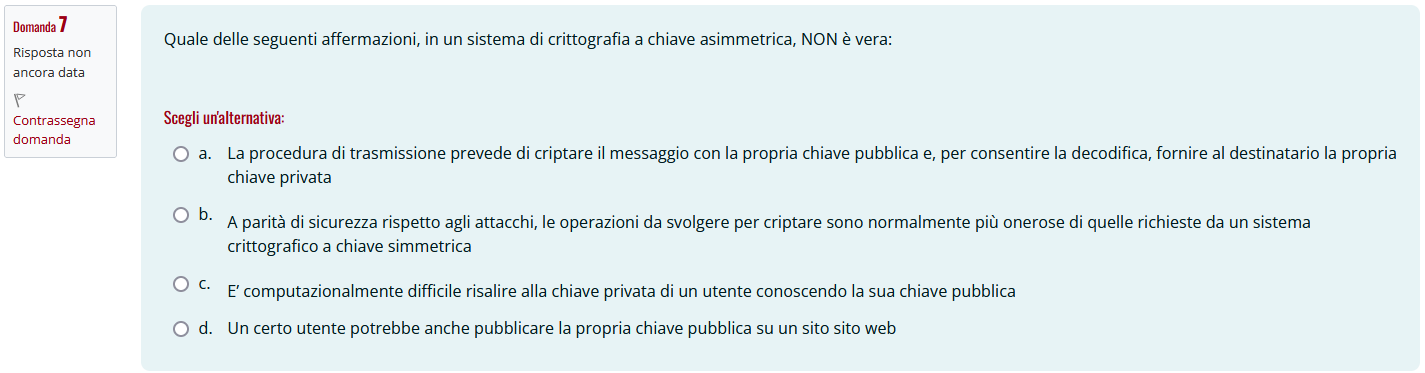 Domanda 7
Risposta non
ancora data
Contrassegna
domanda
Quale delle seguenti affermazioni, in un sistema di crittografia a chiave asimmetrica, NON è vera:
Scegli un'alternativa:
a. La procedura di trasmissione prevede di criptare il messaggio con la propria chiave pubblica e, per consentire la decodifica, fornire al destinatario la propria
chiave privata
b. A parità di sicurezza rispetto agli attacchi, le operazioni da svolgere per criptare sono normalmente più onerose di quelle richieste da un sistema
crittografico a chiave simmetrica
c. E’ computazionalmente difficile risalire alla chiave privata di un utente conoscendo la sua chiave pubblica
d. Un certo utente potrebbe anche pubblicare la propria chiave pubblica su un sito sito web